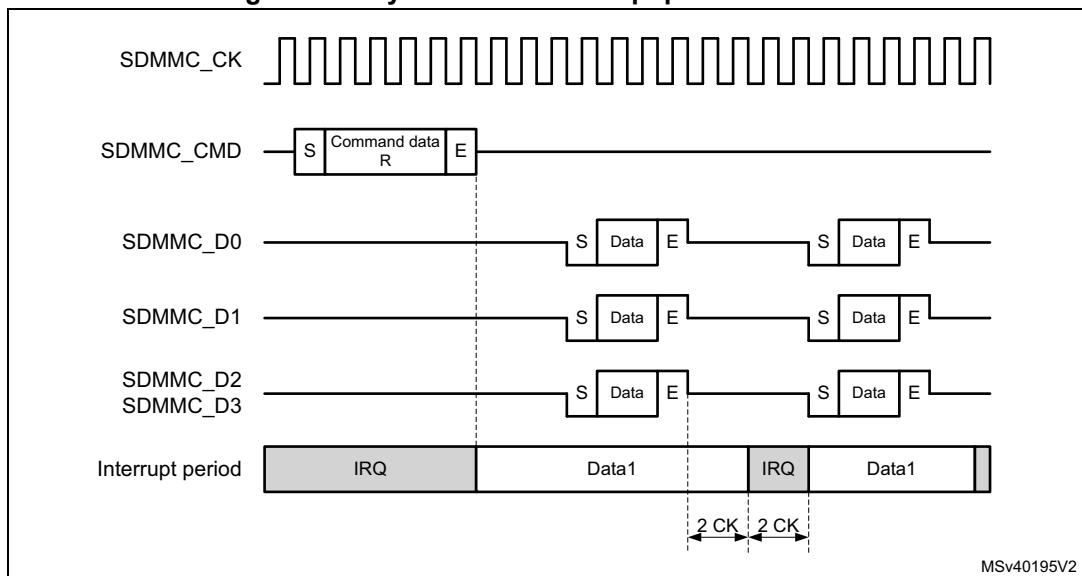 SDMMC_CK
SDMMC_CMD
S
Command data
R
E
SDMMC_D0
S Data E S Data E
SDMMC_D1
S Data E S Data E
SDMMC_D2
SDMMC_D3
S Data E S Data E
Interrupt period
IRQ Data1 IRQ Data1
2 CK 2 CK
MSv40195V2